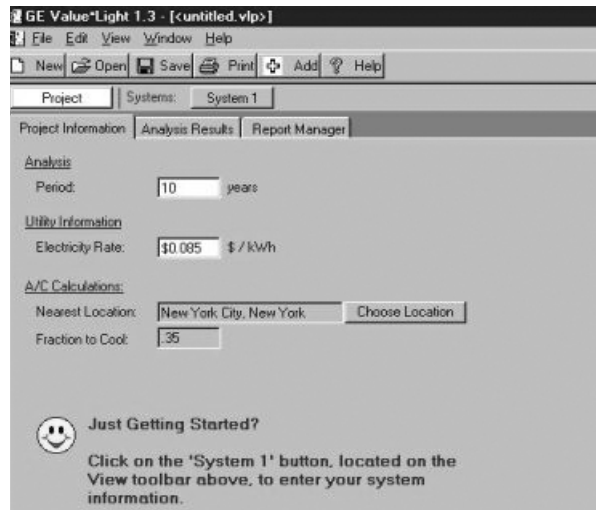 GE Value*Light 1.3 - [<untitled.vlp>]
File Edit View Window Help
New Open Save Print Add Help
Project Systems: System 1
Project Information Analysis Results Report Manager
Analysis
Period: 10 years
Utility Information
Electricity Rate: $0.085 $ / kWh
A/C Calculations:
Nearest Location: New York City, New York Choose Location
Fraction to Cool: .35
Just Getting Started?
Click on the 'System 1' button, located on the
View toolbar above, to enter your system
information.